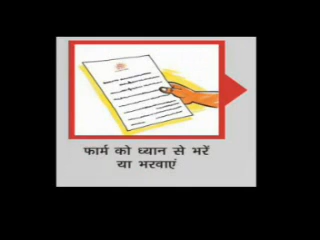 फार्म को ध्यान से भरें
या भरवाएं